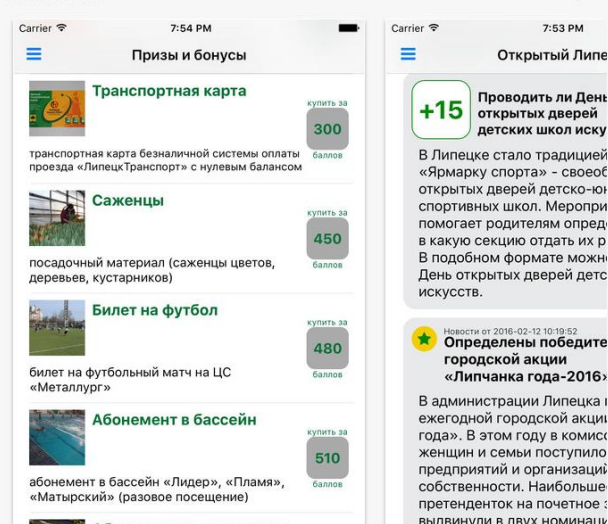 Carrier 7:54 PM
Призы и бонусы
Транспортная карта
купить за
300
баллов
транспортная карта безналичной системы оплаты
проезда «ЛипецкТранспорт» с нулевым балансом
Саженцы
купить за
450
баллов
посадочный материал (саженцы цветов,
деревьев, кустарников)
Билет на футбол
купить за
480
баллов
билет на футбольный матч на ЦС
«Металлург»
Абонемент в бассейн
купить за
510
баллов
абонемент в бассейн «Лидер», «Пламя»,
«Матырский» (разовое посещение)
Carrier 7:53 PM
Открытый Липе
+15
Проводить ли День
открытых дверей
детских школ иску
В Липецке стало традицией
«Ярмарку спорта» - своеоб
открытых дверей детско-юн
спортивных школ. Меропри
помогает родителям опред
в какую секцию отдать их р
В подобном формате можн
День открытых дверей детс
искусств.
Новости от 2016-02-12 10:19:52
Определены победите
городской акции
«Липчанка года-2016»
В администрации Липецка
ежегодной городской акци
года». В этом году в комисс
женщин и семьи поступило
предприятий и организаций
собственности. Наибольше
претенденток на почетное
выдвинули в двух номинаци